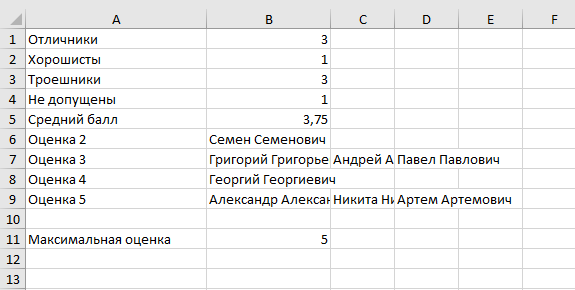 A B C D E F
1 Отличники 3
2 Хорошисты 1
3 Троешники 3
4 Не допущены 1
5 Средний балл 3,75
6 Оценка 2 Семен Семенович
7 Оценка 3 Григорий Григорье Андрей А Павел Павлович
8 Оценка 4 Георгий Георгиевич
9 Оценка 5 Александр Алексан Никита Ни Артем Артемович
10
11 Максимальная оценка 5
12
13